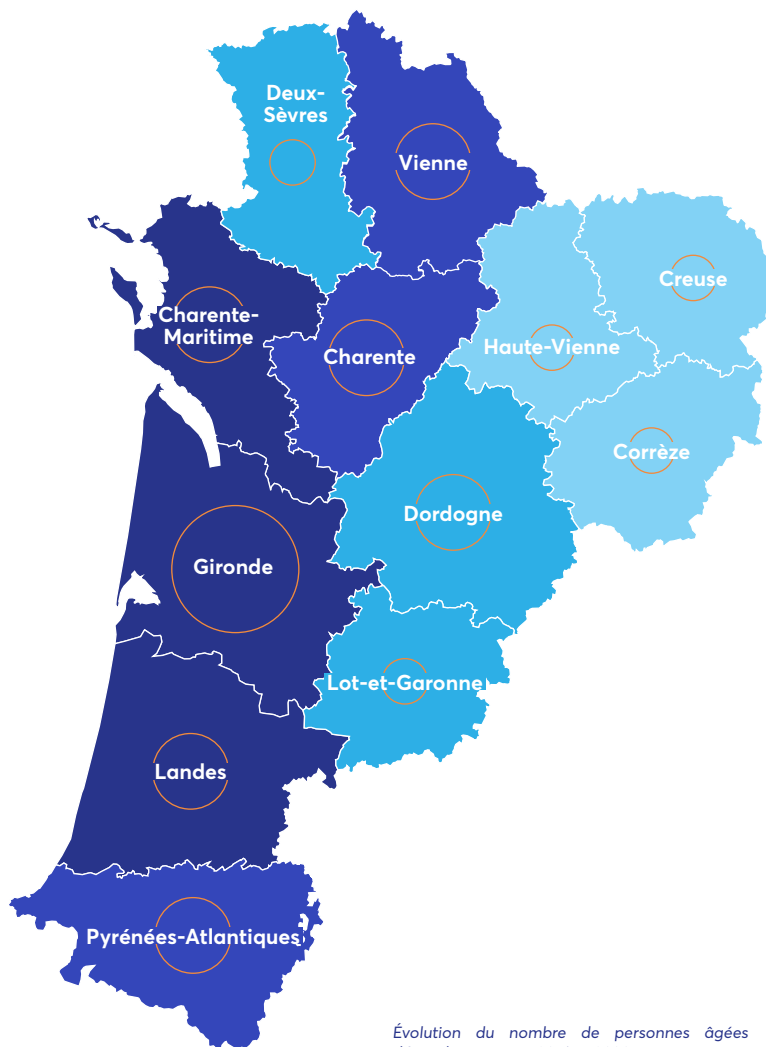 Deux-
Sèvres
Vienne
Creuse
Charente-
Maritime
Charente
Haute-Vienne
Corrèze
Dordogne
Gironde
Lot-et-Garonne
Landes
Pyrénées-Atlantiques
Évolution du nombre de personnes âgées